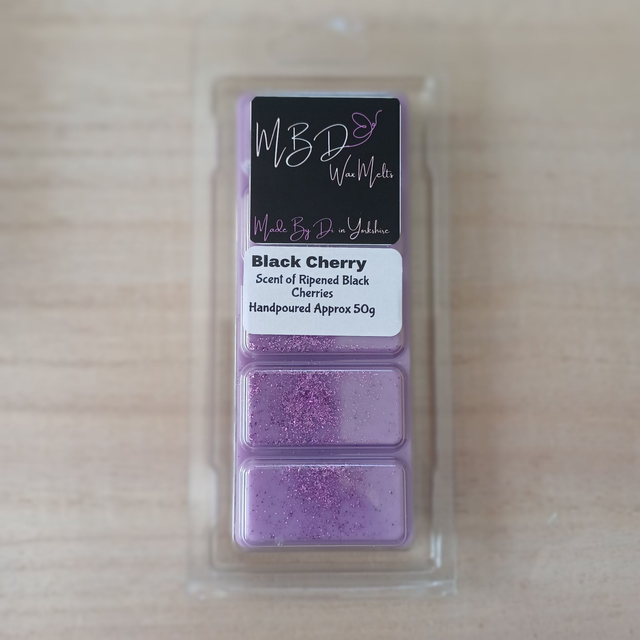 MBD
Wax Melts
Made By Di in Yorkshire
Black Cherry
Scent of Ripened Black
Cherries
Handpoured Approx 50g